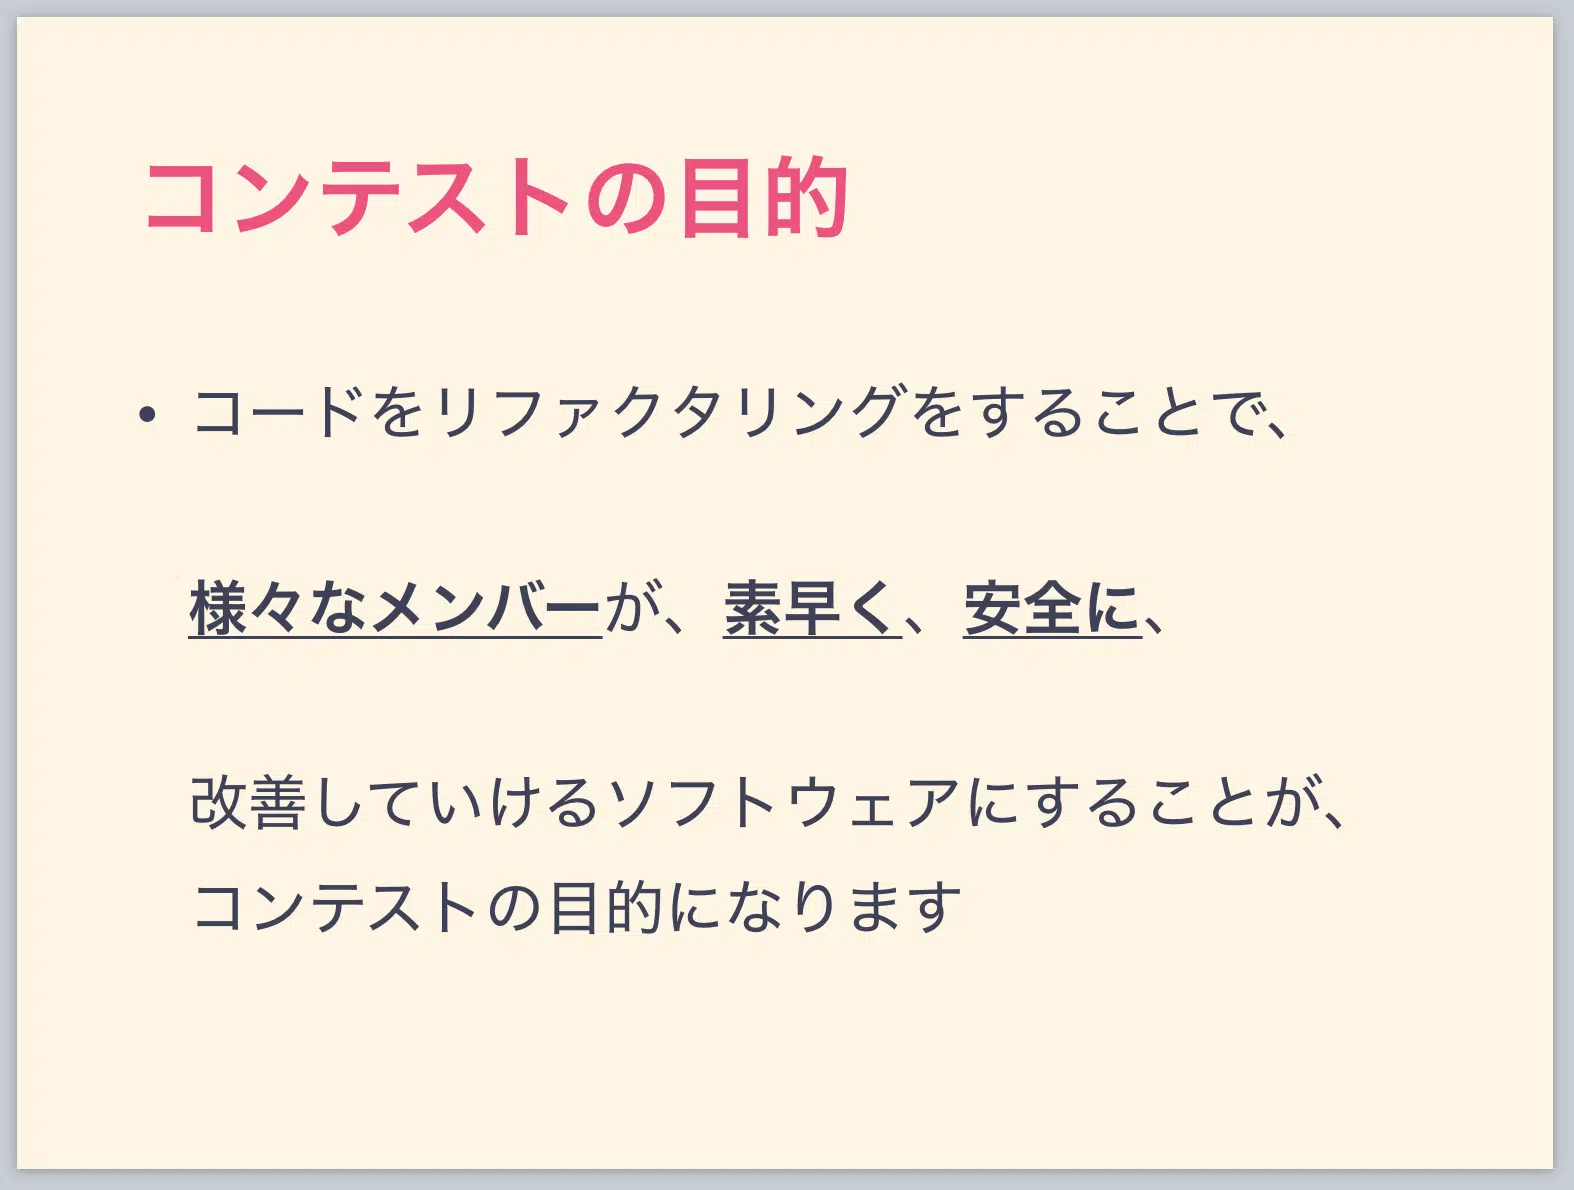 コンテストの目的
• コードをリファクタリングをすることで、
様々なメンバーが、素早く、安全に、
改善していけるソフトウェアにすることが、
コンテストの目的になります